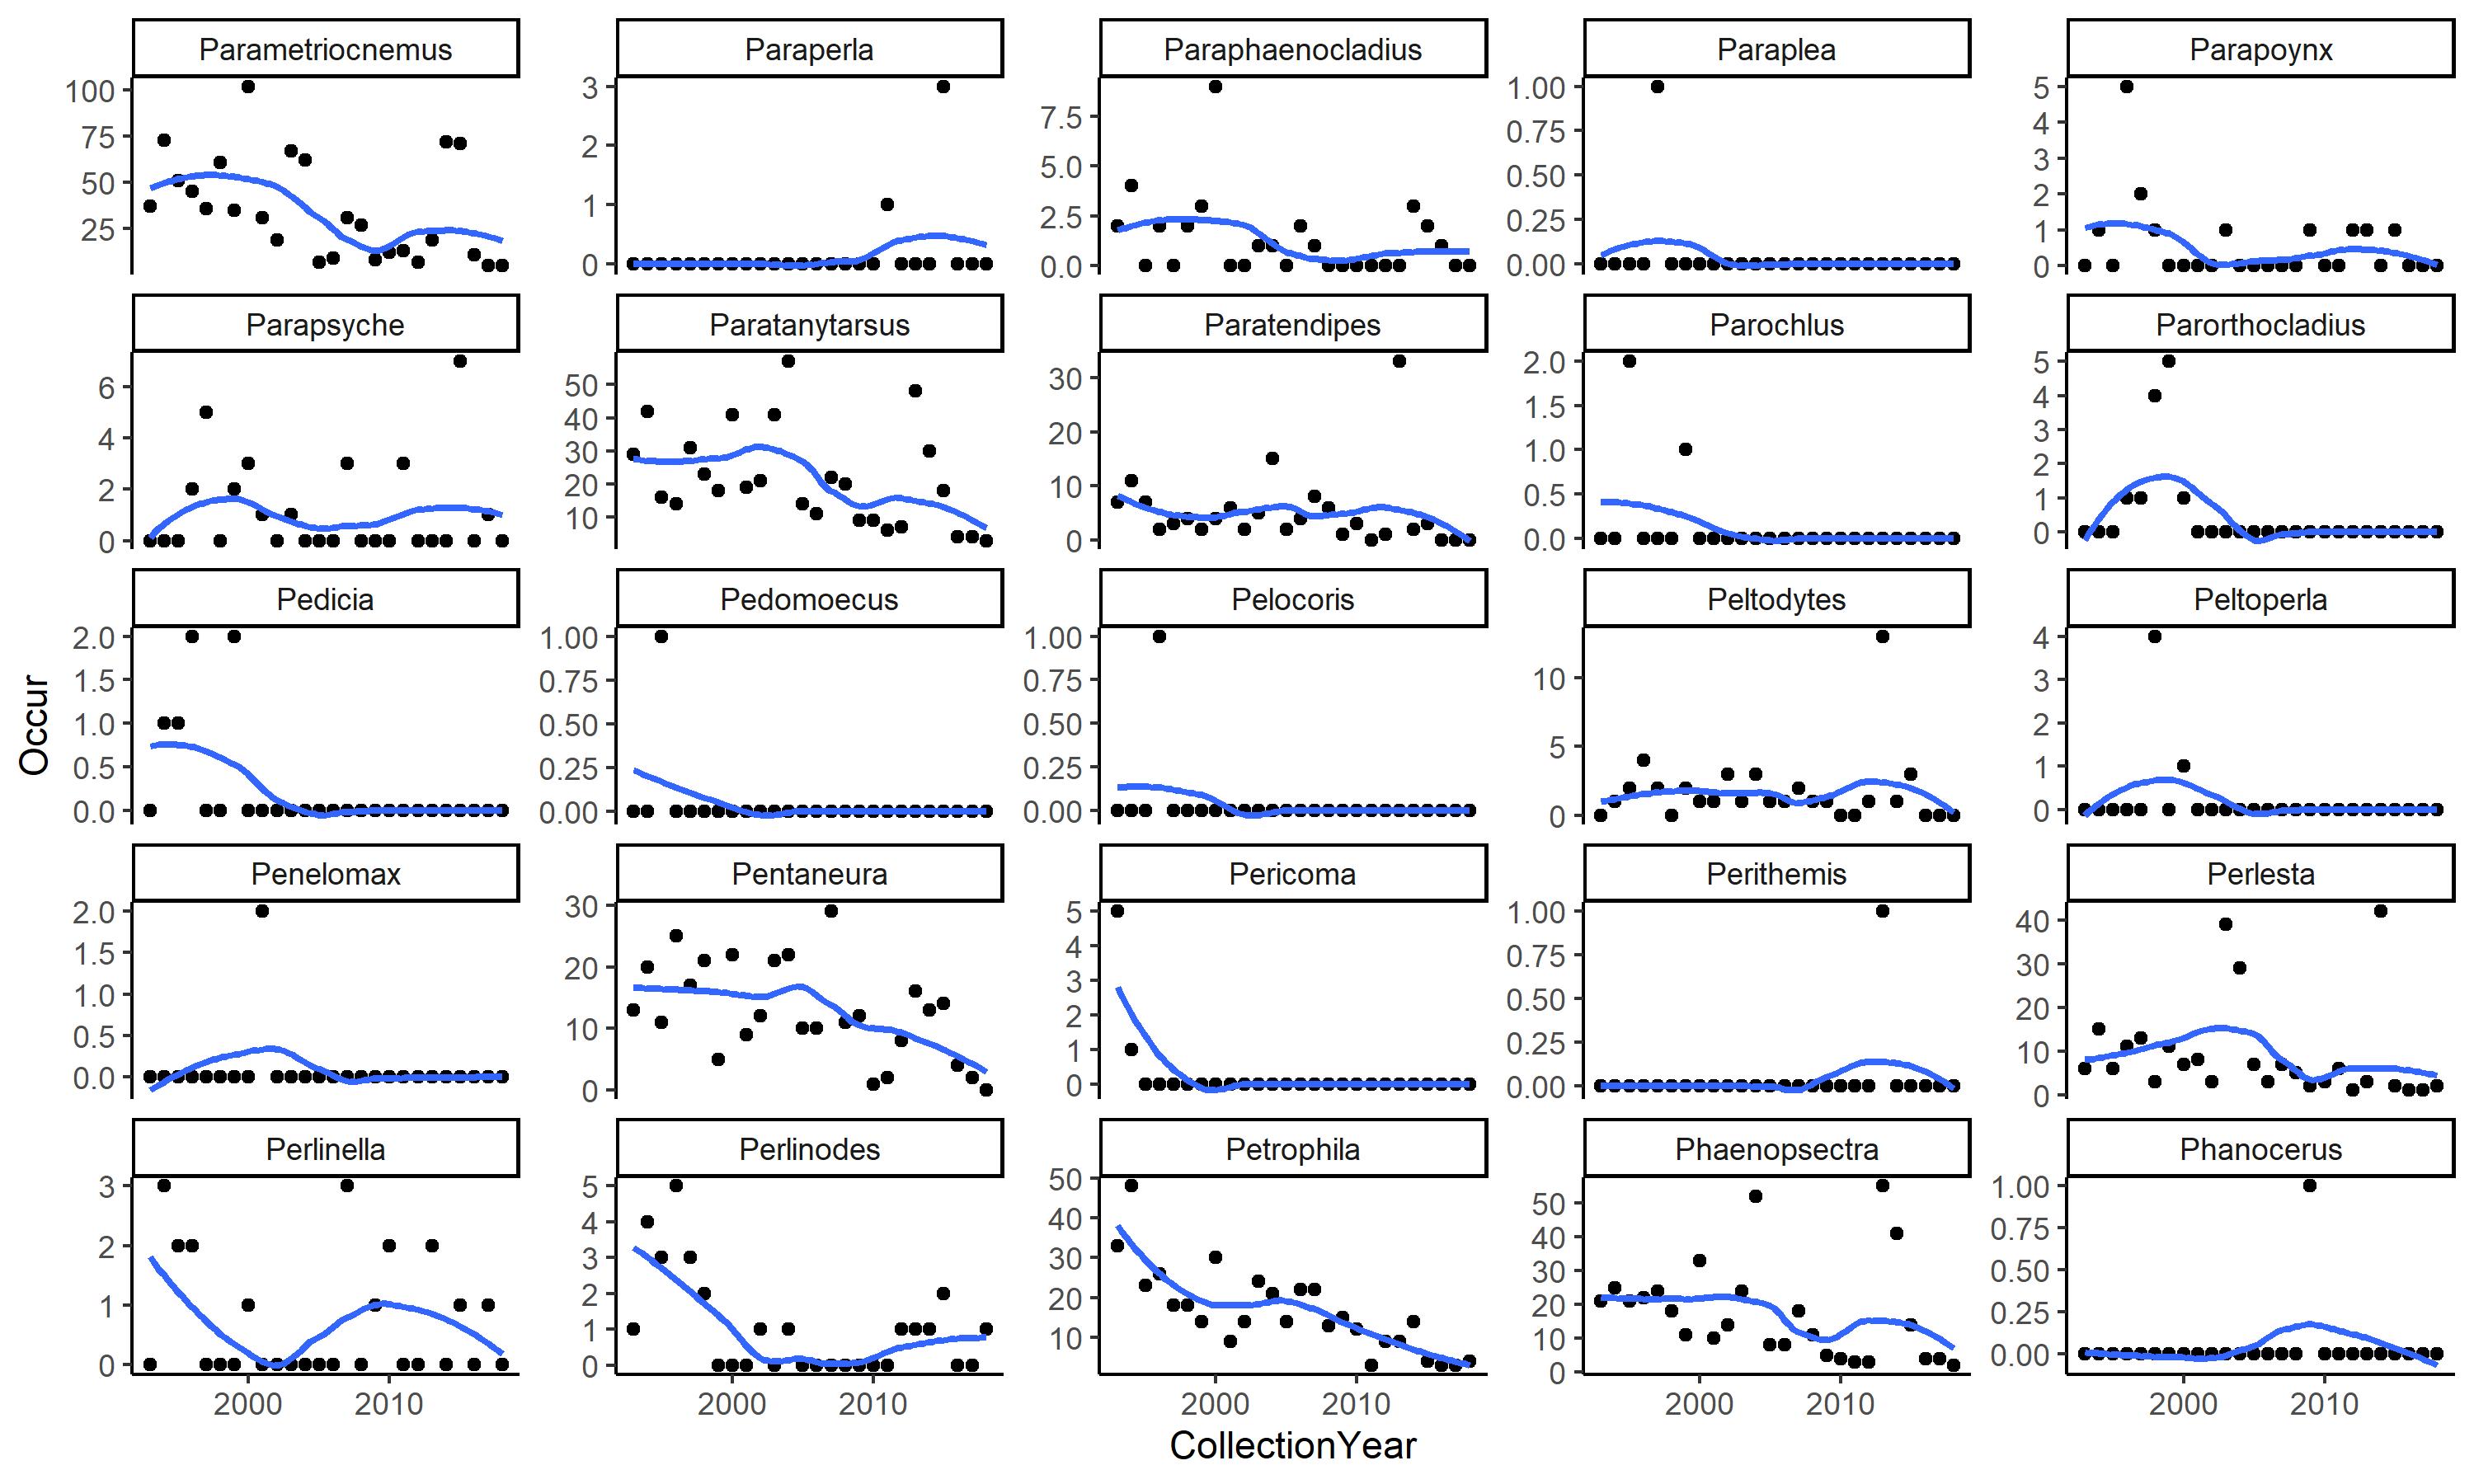 Parametriocnemus Paraperla Paraphaenocladius Paraplea Parapoynx
100 75 50 25
3 2 1 0
7.5 5.0 2.5 0.0
1.00 0.75 0.50 0.25 0.00
5 4 3 2 1 0
Parapsyche Paratanytarsus Paratendipes Parochlus Parorthocladius
6 4 2 0
50 40 30 20 10
30 20 10 0
2.0 1.5 1.0 0.5 0.0
5 4 3 2 1 0
Pedicia Pedomoecus Pelocoris Peltodytes Peltoperla
2.0 1.5 1.0 0.5 0.0
1.00 0.75 0.50 0.25 0.00
1.00 0.75 0.50 0.25 0.00
10 5 0
4 3 2 1 0
Occur
Penelomax Pentaneura Pericoma Perithemis Perlesta
2.0 1.5 1.0 0.5 0.0
30 20 10 0
5 4 3 2 1 0
1.00 0.75 0.50 0.25 0.00
40 30 20 10 0
Perlinella Perlinodes Petrophila Phaenopsectra Phanocerus
3 2 1 0
5 4 3 2 1 0
50 40 30 20 10
50 40 30 20 10 0
1.00 0.75 0.50 0.25 0.00
2000 2010 2000 2010 2000 2010 2000 2010 2000 2010
CollectionYear